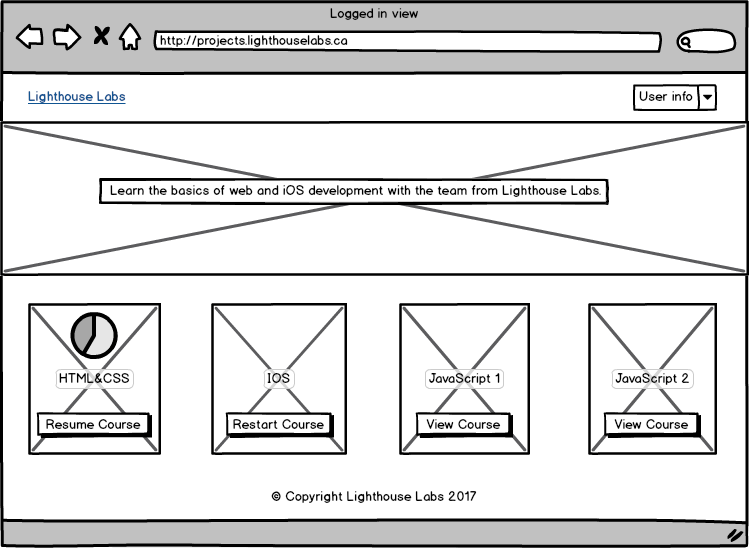 Logged in view
http://projects.lighthouselabs.ca
Lighthouse Labs
User info
Learn the basics of web and iOS development with the team from Lighthouse Labs.
HTML&CSS
Resume Course
IOS
Restart Course
JavaScript 1
View Course
JavaScript 2
View Course
© Copyright Lighthouse Labs 2017